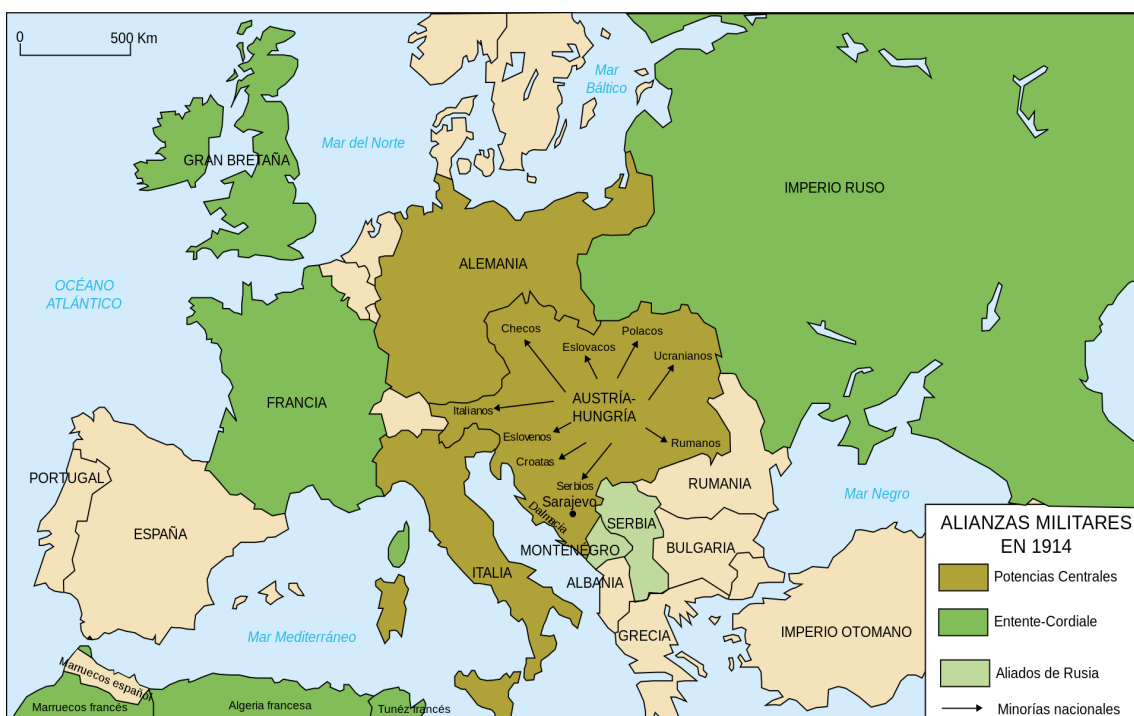 0
500 Km
Mar
Báltico
Mar del Norte
GRAN BRETAÑA
IMPERIO RUSO
OCÉANO
ATLÁNTICO
ALEMANIA
Checos
Polacos
Eslovacos
Ucranianos
FRANCIA
AUSTRÍA-
HUNGRÍA
Italianos
Eslovenos
Rumanos
Croatas
PORTUGAL
Serbios
RUMANIA
Mar Negro
Sarajevo
Dalmacia
ESPAÑA
SERBIA
MONTENEGRO
BULGARIA
ITALIA
ALBANIA
Mar Mediterráneo
GRECIA
IMPERIO OTOMANO
Marruecos español
Marruecos francés
Algeria francesa
Tunéz francés
ALIANZAS MILITARES
EN 1914
Potencias Centrales
Entente-Cordiale
Aliados de Rusia
Minorías nacionales